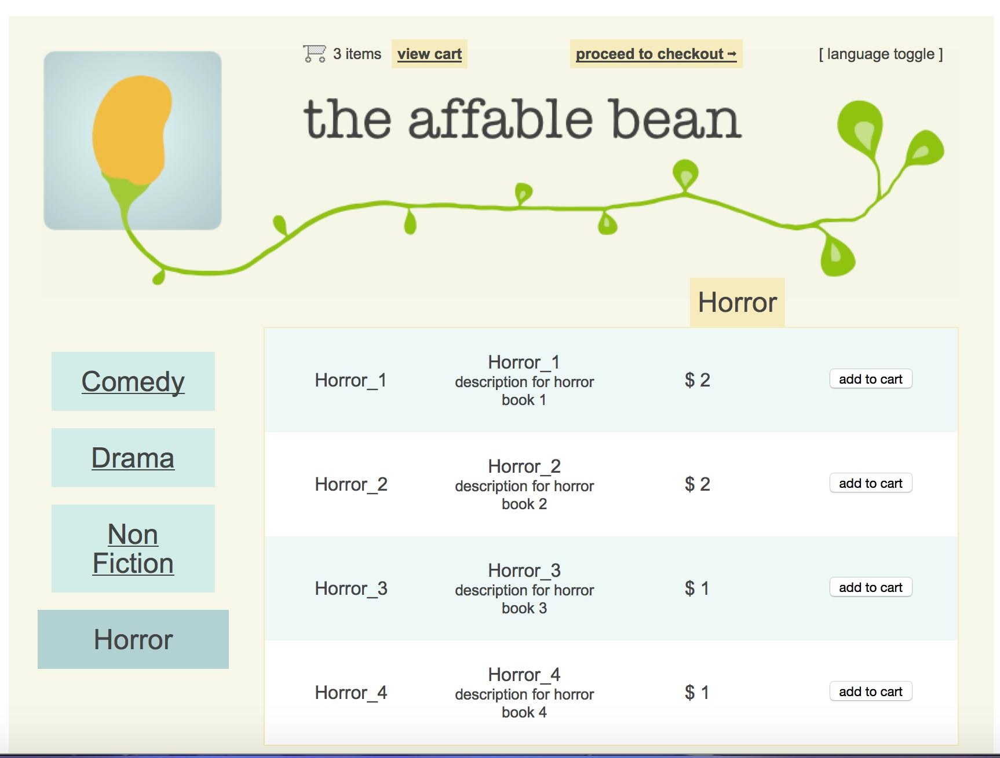 3 items view cart proceed to checkout ➟ [ language toggle ]
the affable bean
Horror
Comedy
Drama
Non
Fiction
Horror
Horror_1
Horror_1
description for horror
book 1
$ 2
add to cart
Horror_2
Horror_2
description for horror
book 2
$ 2
add to cart
Horror_3
Horror_3
description for horror
book 3
$ 1
add to cart
Horror_4
Horror_4
description for horror
book 4
$ 1
add to cart